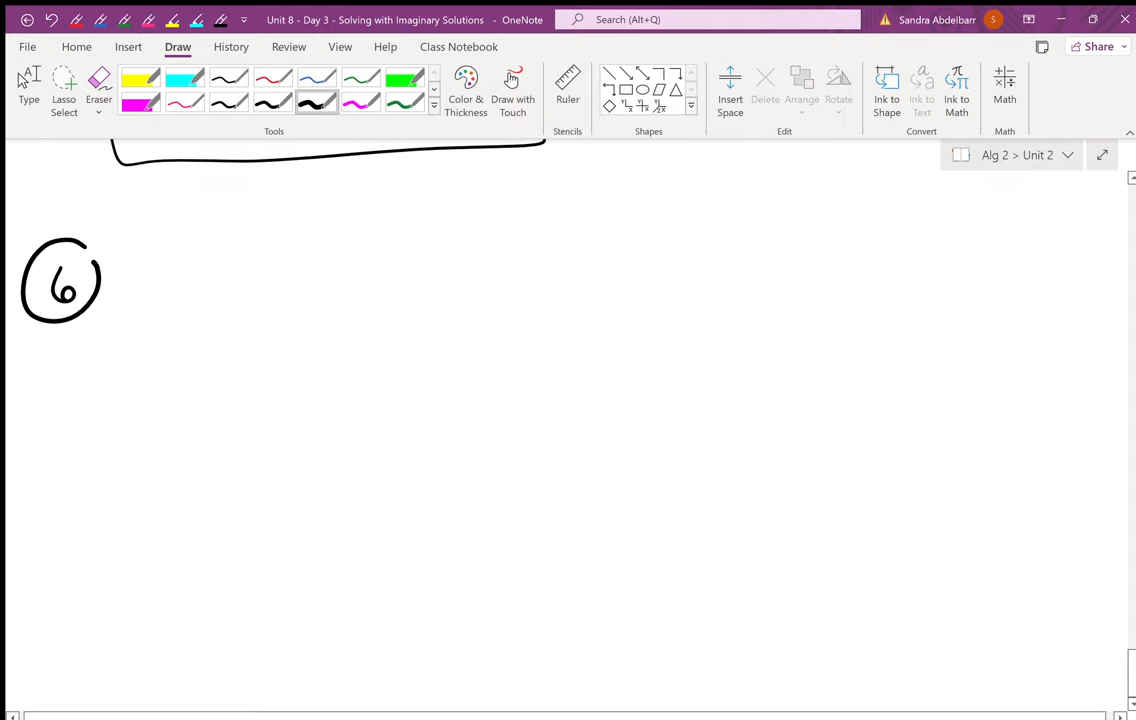 Unit 8 - Day 3 - Solving with Imaginary Solutions - OneNote
Search (Alt+Q)
Sandra Abdelbarr
S
File Home Insert Draw History Review View Help Class Notebook
Share
Type
Lasso Select
Eraser
Color & Thickness
Draw with Touch
Ruler
Insert Space
Delete
Arrange
Rotate
Ink to Shape
Ink to Text
Ink to Math
Math
Tools Stencils Shapes Edit Convert Math
Alg 2 > Unit 2
6